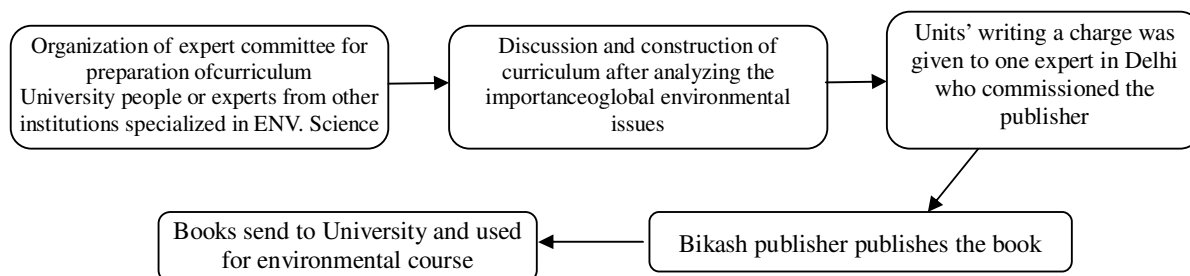 Organization of expert committee for
preparation ofcurriculum
University people or experts from other
institutions specialized in ENV. Science
Discussion and construction of
curriculum after analyzing the
importanceoglobal environmental
issues
Units’ writing a charge was
given to one expert in Delhi
who commissioned the
publisher
Bikash publisher publishes the book
Books send to University and used
for environmental course